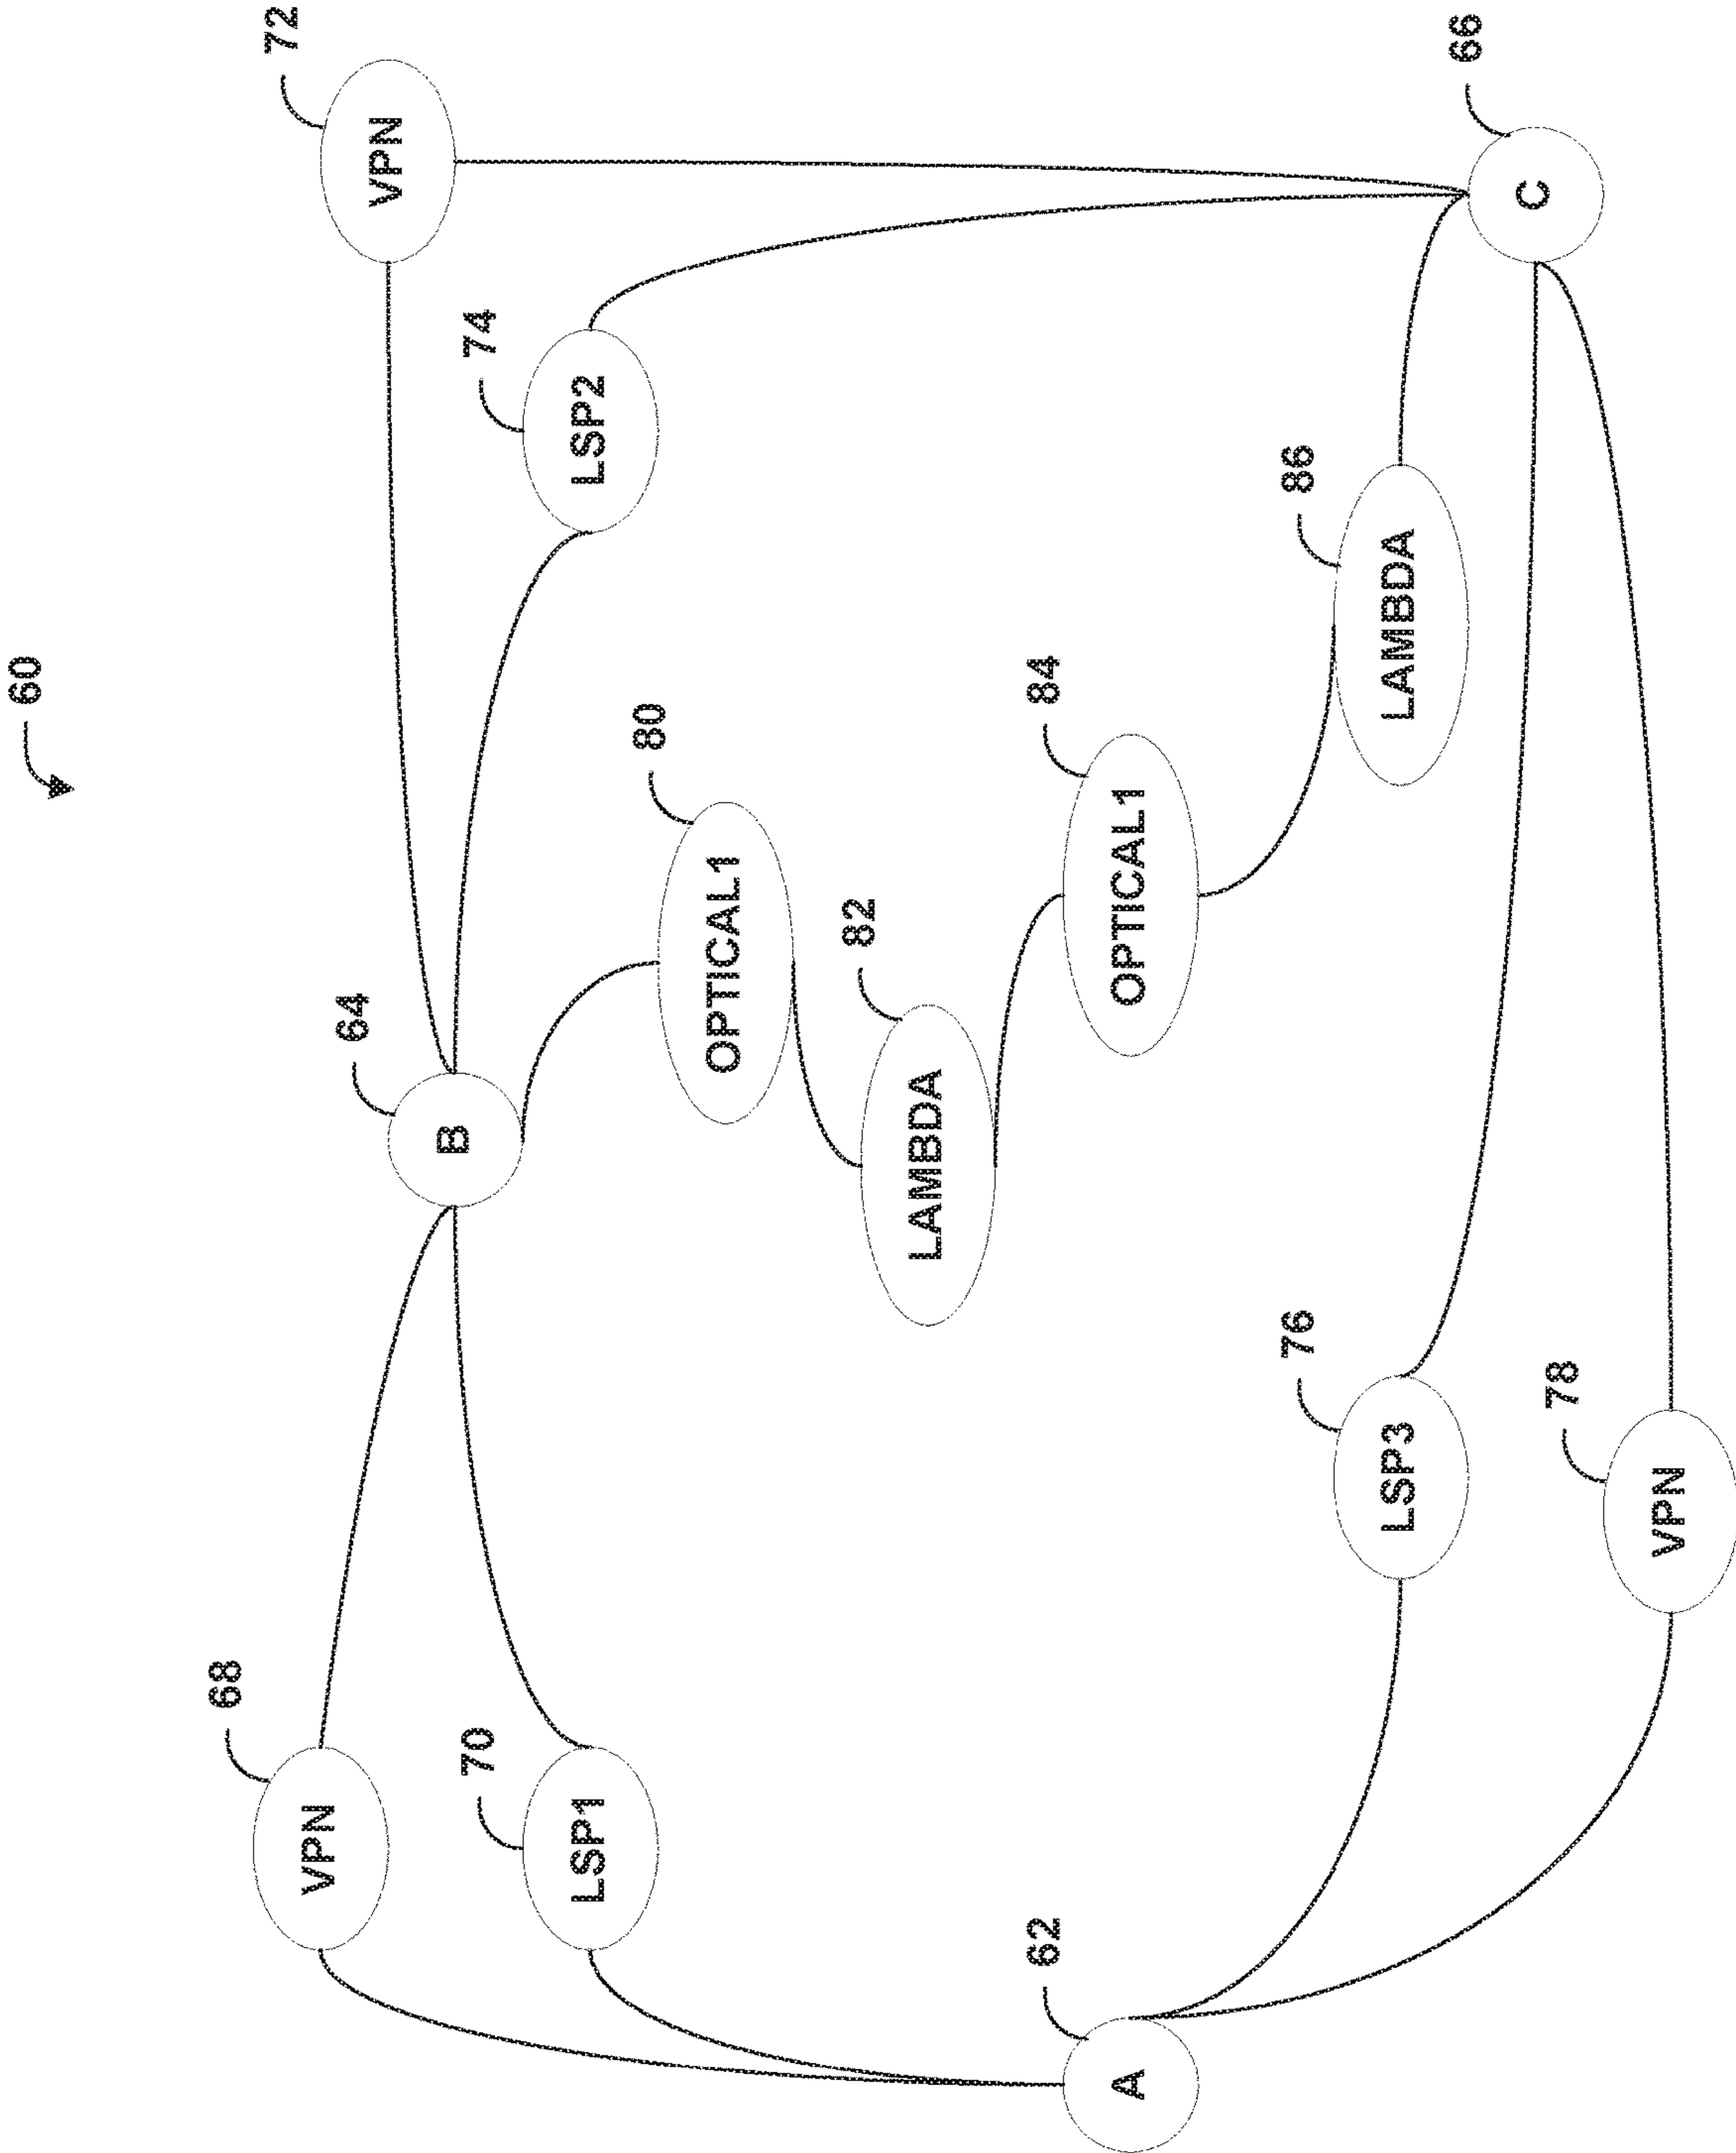 60
68
72
VPN
64
VPN
B
70
74
LSP1
LSP2
80
OPTICAL1
82
LAMBDA
62
84
A
OPTICAL1
76
86
LSP3
LAMBDA
66
C
78
VPN